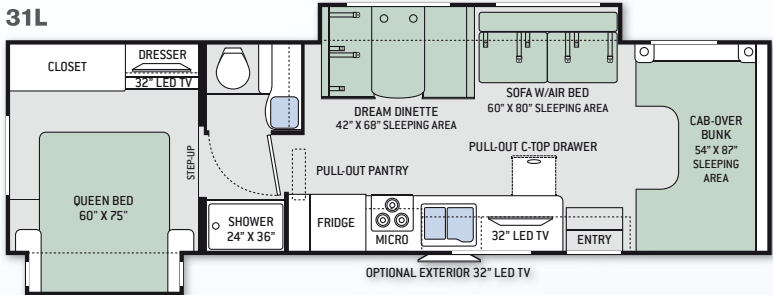 31L
CLOSET
DRESSER
32" LED TV
STEP-UP
QUEEN BED
60" X 75"
SHOWER
24" X 36"
DREAM DINETTE
42" X 68" SLEEPING AREA
SOFA W/AIR BED
60" X 80" SLEEPING AREA
PULL-OUT C-TOP DRAWER
PULL-OUT PANTRY
FRIDGE
MICRO
32" LED TV
ENTRY
CAB-OVER
BUNK
54" X 87"
SLEEPING
AREA
OPTIONAL EXTERIOR 32" LED TV